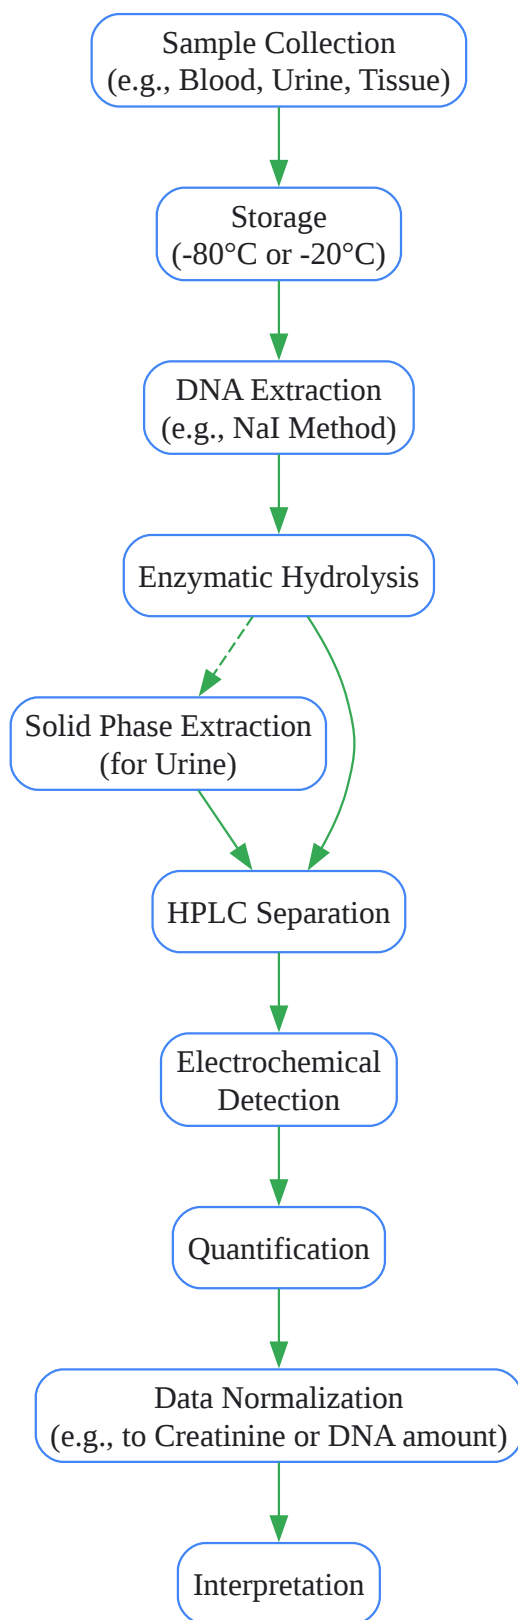 Sample Collection
(e.g., Blood, Urine, Tissue)
Storage
(-80°C or -20°C)
DNA Extraction
(e.g., NaI Method)
Enzymatic Hydrolysis
Solid Phase Extraction
(for Urine)
HPLC Separation
Electrochemical
Detection
Quantification
Data Normalization
(e.g., to Creatinine or DNA amount)
Interpretation